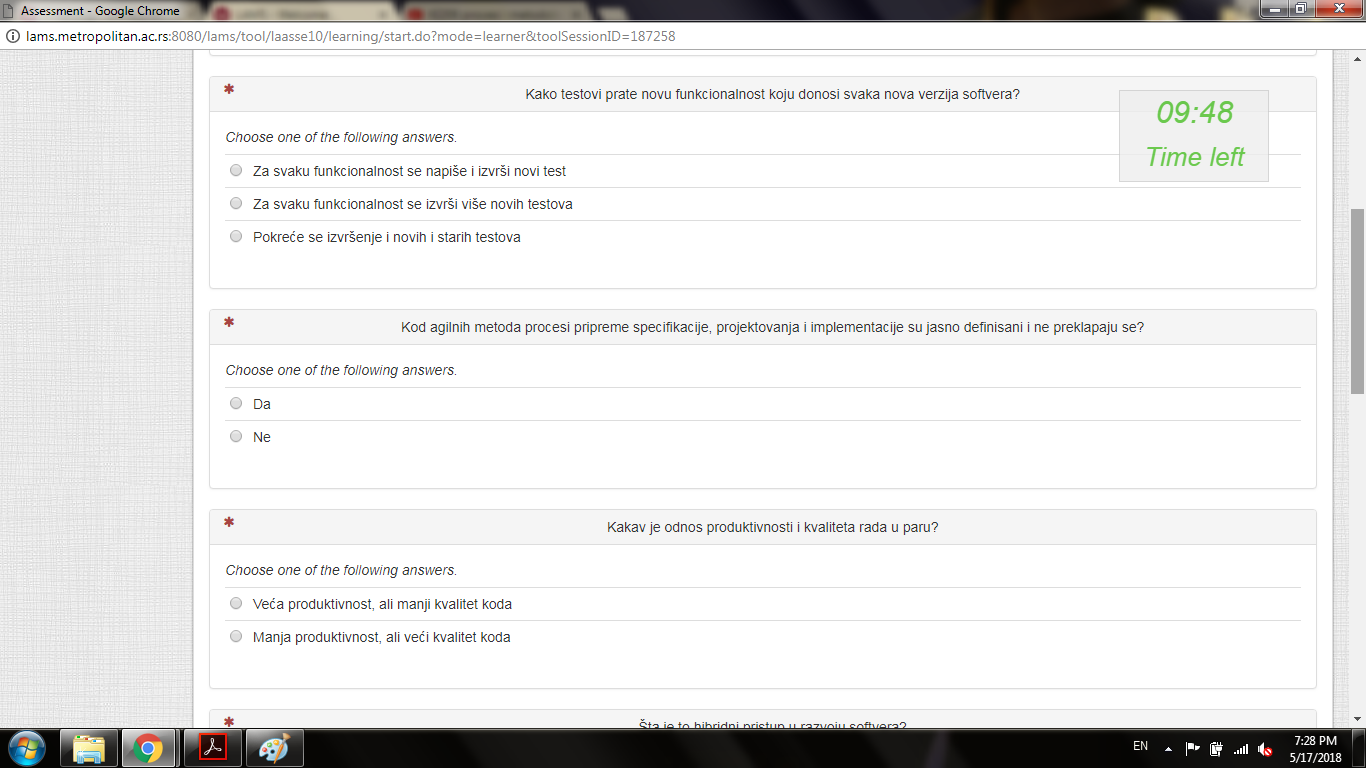 Assessment - Google Chrome
lams.metropolitan.ac.rs:8080/lams/tool/laasse10/learning/start.do?mode=learner&toolSessionID=187258
* Kako testovi prate novu funkcionalnost koju donosi svaka nova verzija softvera?
09:48
Time left
Choose one of the following answers.
Za svaku funkcionalnost se napiše i izvrši novi test
Za svaku funkcionalnost se izvrši više novih testova
Pokreće se izvršenje i novih i starih testova
* Kod agilnih metoda procesi pripreme specifikacije, projektovanja i implementacije su jasno definisani i ne preklapaju se?
Choose one of the following answers.
Da
Ne
* Kakav je odnos produktivnosti i kvaliteta rada u paru?
Choose one of the following answers.
Veća produktivnost, ali manji kvalitet koda
Manja produktivnost, ali veći kvalitet koda
* Šta je to hibridni pristup u razvoju softvera?
EN
7:28 PM
5/17/2018